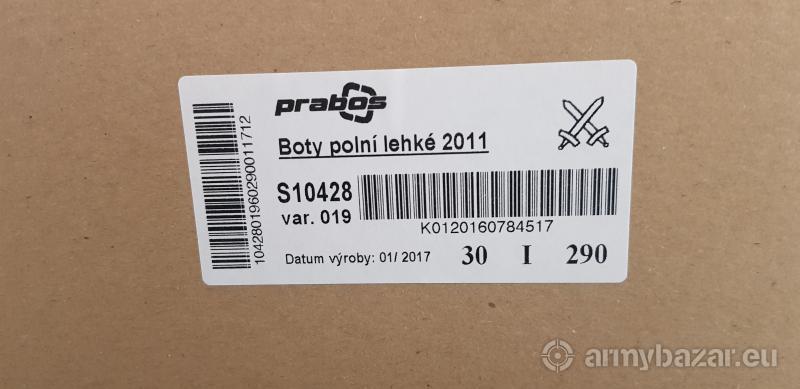 prabos
Boty polní lehké 2011
S10428
var. 019
K0120160784517
Datum výroby: 01/ 2017 30 I 290
1042801960290011712
armybazar.eu